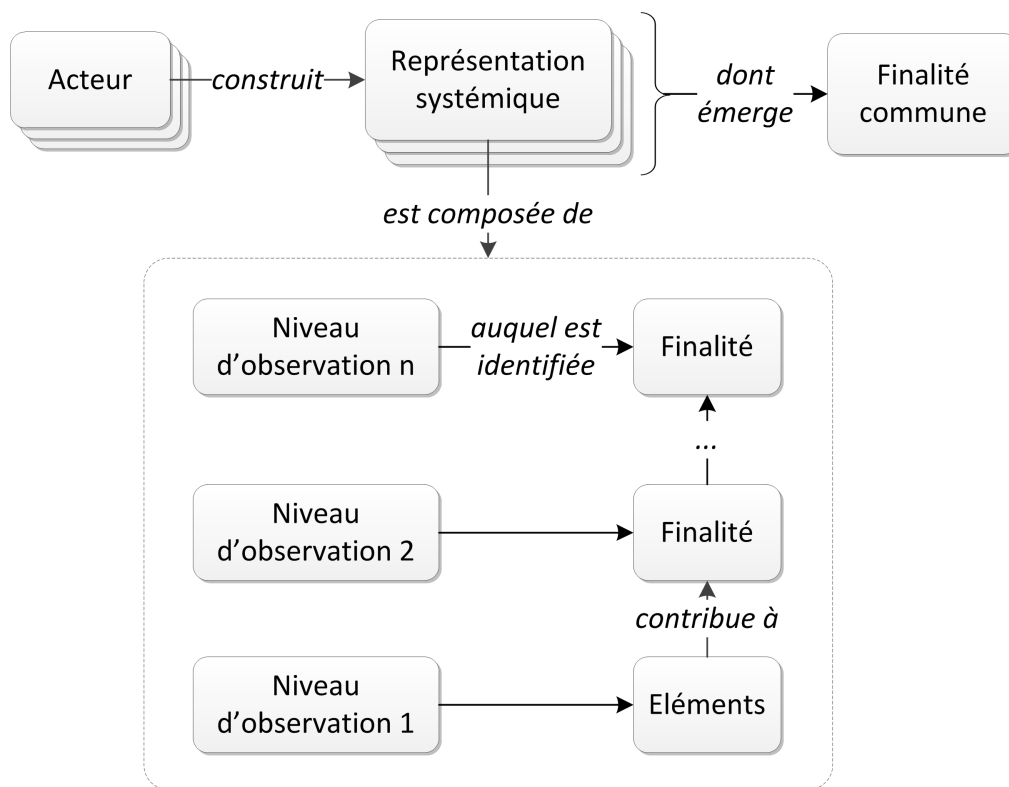 Acteur
construit
Représentation
systémique
dont
émerge
Finalité
commune
est composée de
Niveau
d'observation n
auquel est
identifiée
Finalité
...
Niveau
d'observation 2
Finalité
contribue à
Niveau
d'observation 1
Eléments